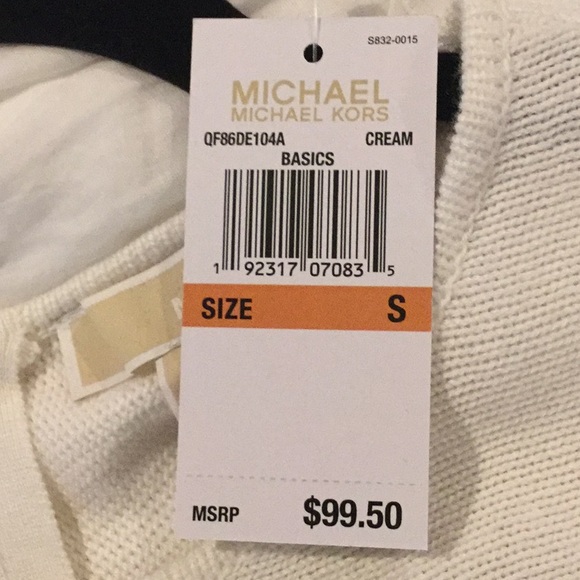 S832-0015
MICHAEL
MICHAEL KORS
QF86DE104A CREAM
BASICS
1 92317 07083 5
SIZE S
MSRP $99.50